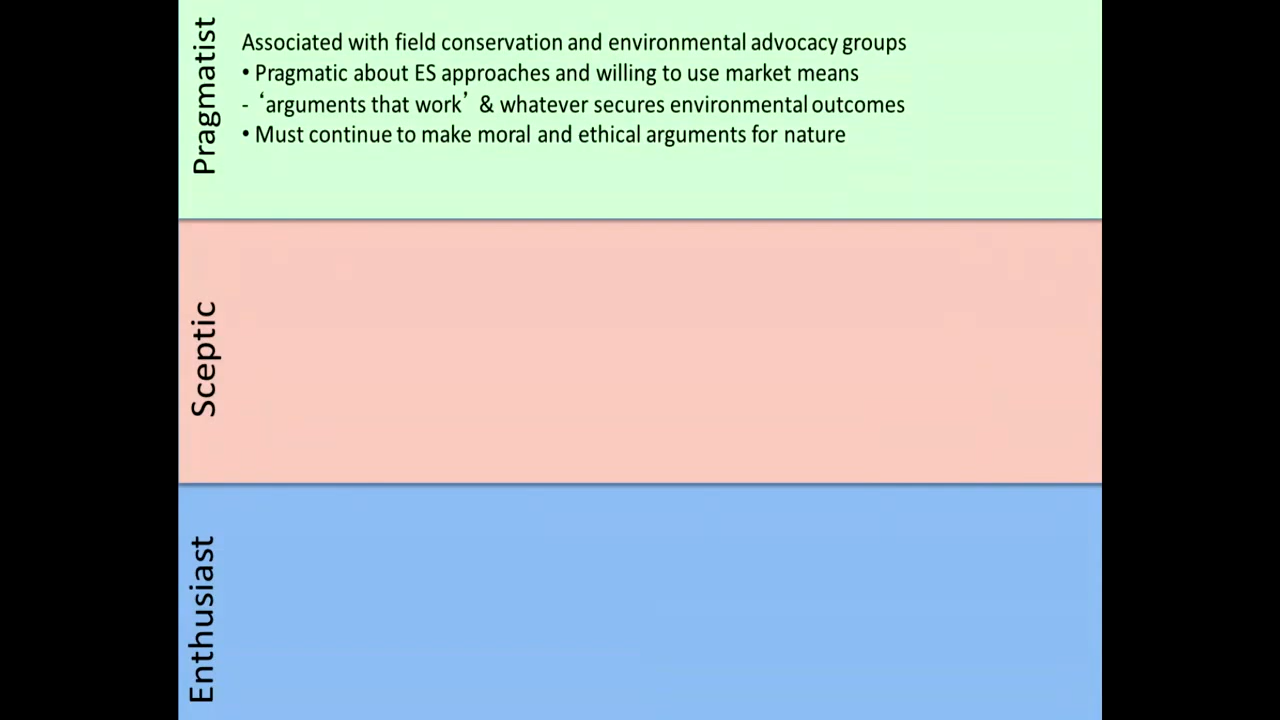 Pragmatist
Associated with field conservation and environmental advocacy groups
• Pragmatic about ES approaches and willing to use market means
- ‘arguments that work’ & whatever secures environmental outcomes
• Must continue to make moral and ethical arguments for nature
Sceptic
Enthusiast